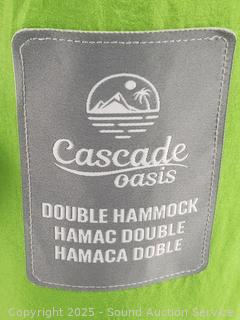 Cascade
oasis
DOUBLE HAMMOCK
HAMAC DOUBLE
HAMACA DOBLE
Copyright 2025 - Sound Auction Service